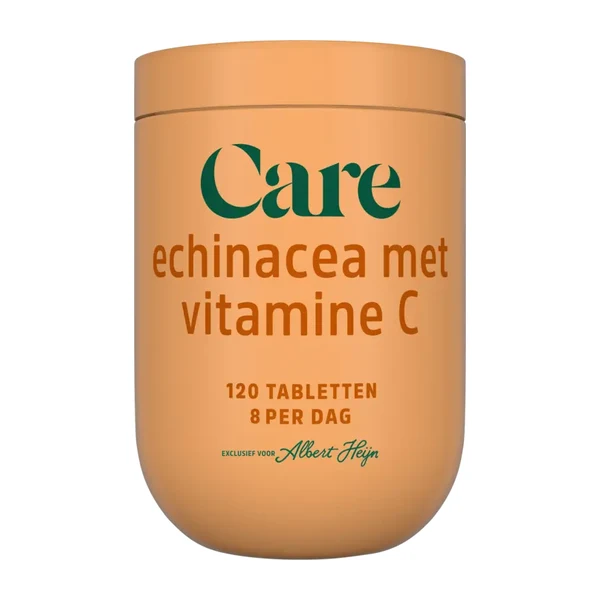 Care
echinacea met
vitamine C
120 TABLETTEN
8 PER DAG
EXCLUSIEF VOOR Albert Heijn